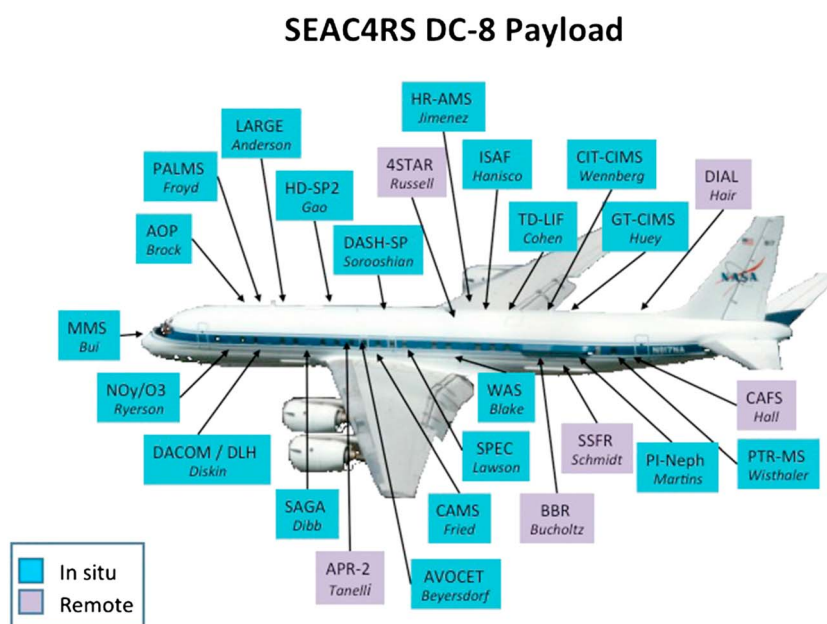 SEAC4RS DC-8 Payload
HR-AMS
Jimenez
LARGE
Anderson
4STAR
Russell
ISAF
Hanisco
CIT-CIMS
Wennberg
PALMS
Froyd
HD-SP2
Gao
DIAL
Hair
TD-LIF
Cohen
GT-CIMS
Huey
AOP
Brock
DASH-SP
Sorooshian
NASA
MMS
Bui
N817NA
NOy/O3
Ryerson
WAS
Blake
CAFS
Hall
DACOM / DLH
Diskin
SPEC
Lawson
SSFR
Schmidt
PI-Neph
Martins
PTR-MS
Wisthaler
SAGA
Dibb
CAMS
Fried
BBR
Bucholtz
APR-2
Tanelli
AVOCET
Beyersdorf
In situ
Remote